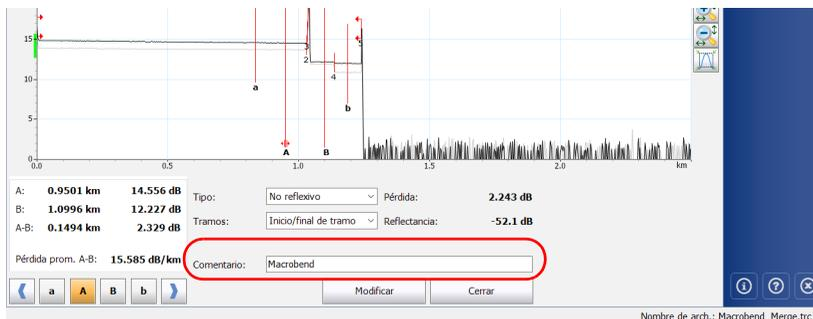 15
10
5
0
0.0 0.5 1.0 1.5 2.0 km
a A B b
2 3 4 5
A: 0.9501 km 14.556 dB
B: 1.0996 km 12.227 dB
A-B: 0.1494 km 2.329 dB
Pérdida prom. A-B: 15.585 dB/km
Tipo: No reflexivo Pérdida: 2.243 dB
Tramos: Inicio/final de tramo Reflectancia: -52.1 dB
Comentario: Macrobend
a A B b Modificar Cerrar
Nombre de arch.: Macrobend_Merge.trc